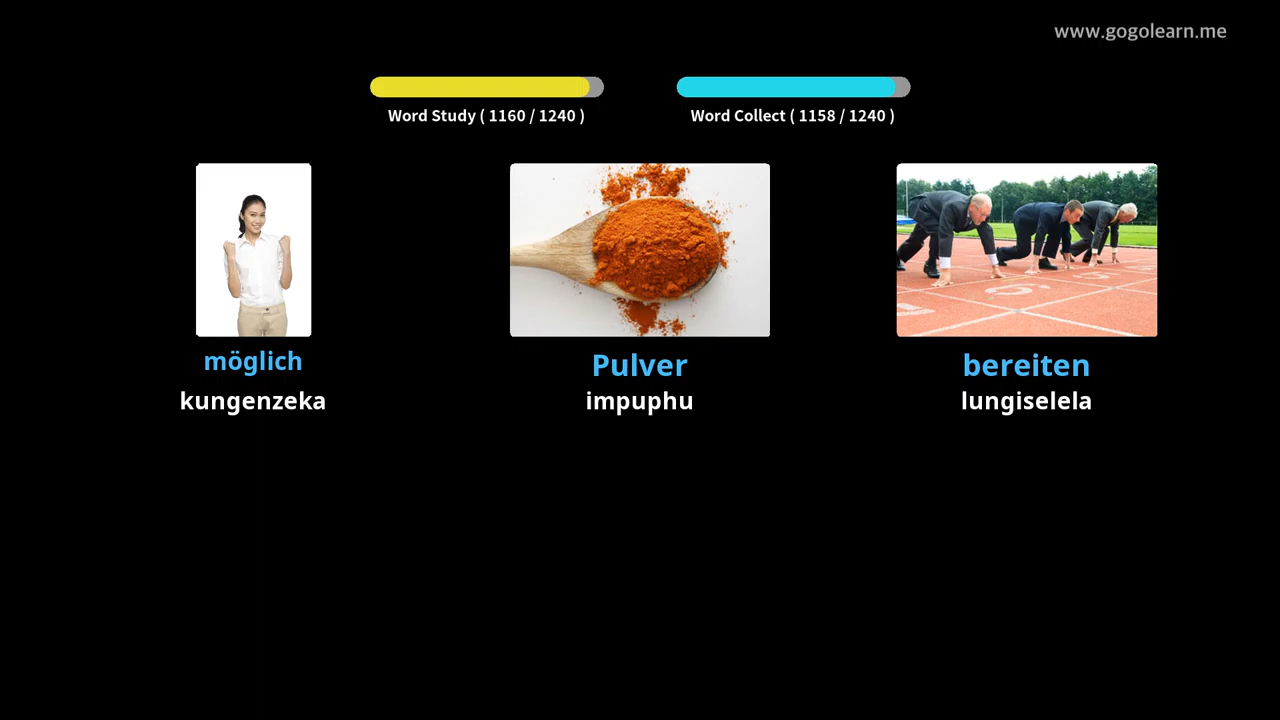 www.gogolearn.me
Word Study ( 1160 / 1240 )
Word Collect ( 1158 / 1240 )
möglich
kungenzeka
Pulver
impuphu
bereiten
lungiselela